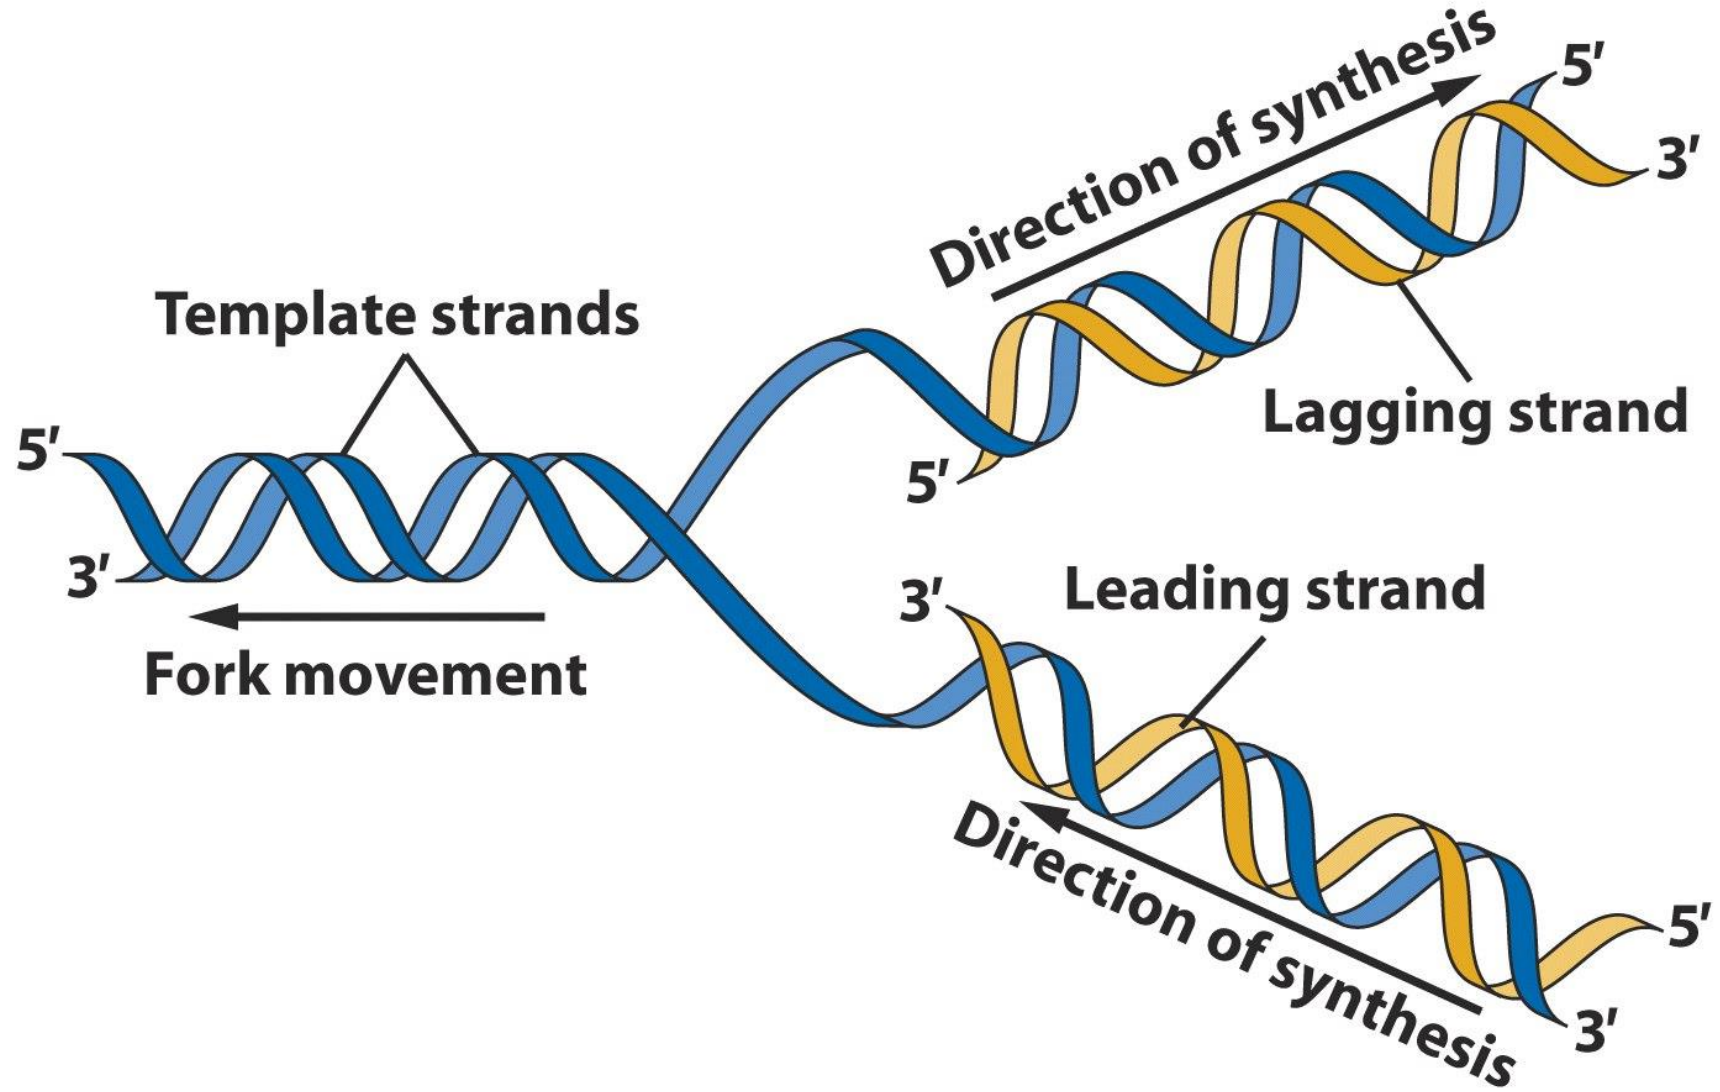 Direction of synthesis
5′
3′
Template strands
Lagging strand
5′
5′
3′
Fork movement
3′
Leading strand
Direction of synthesis
5′
3′